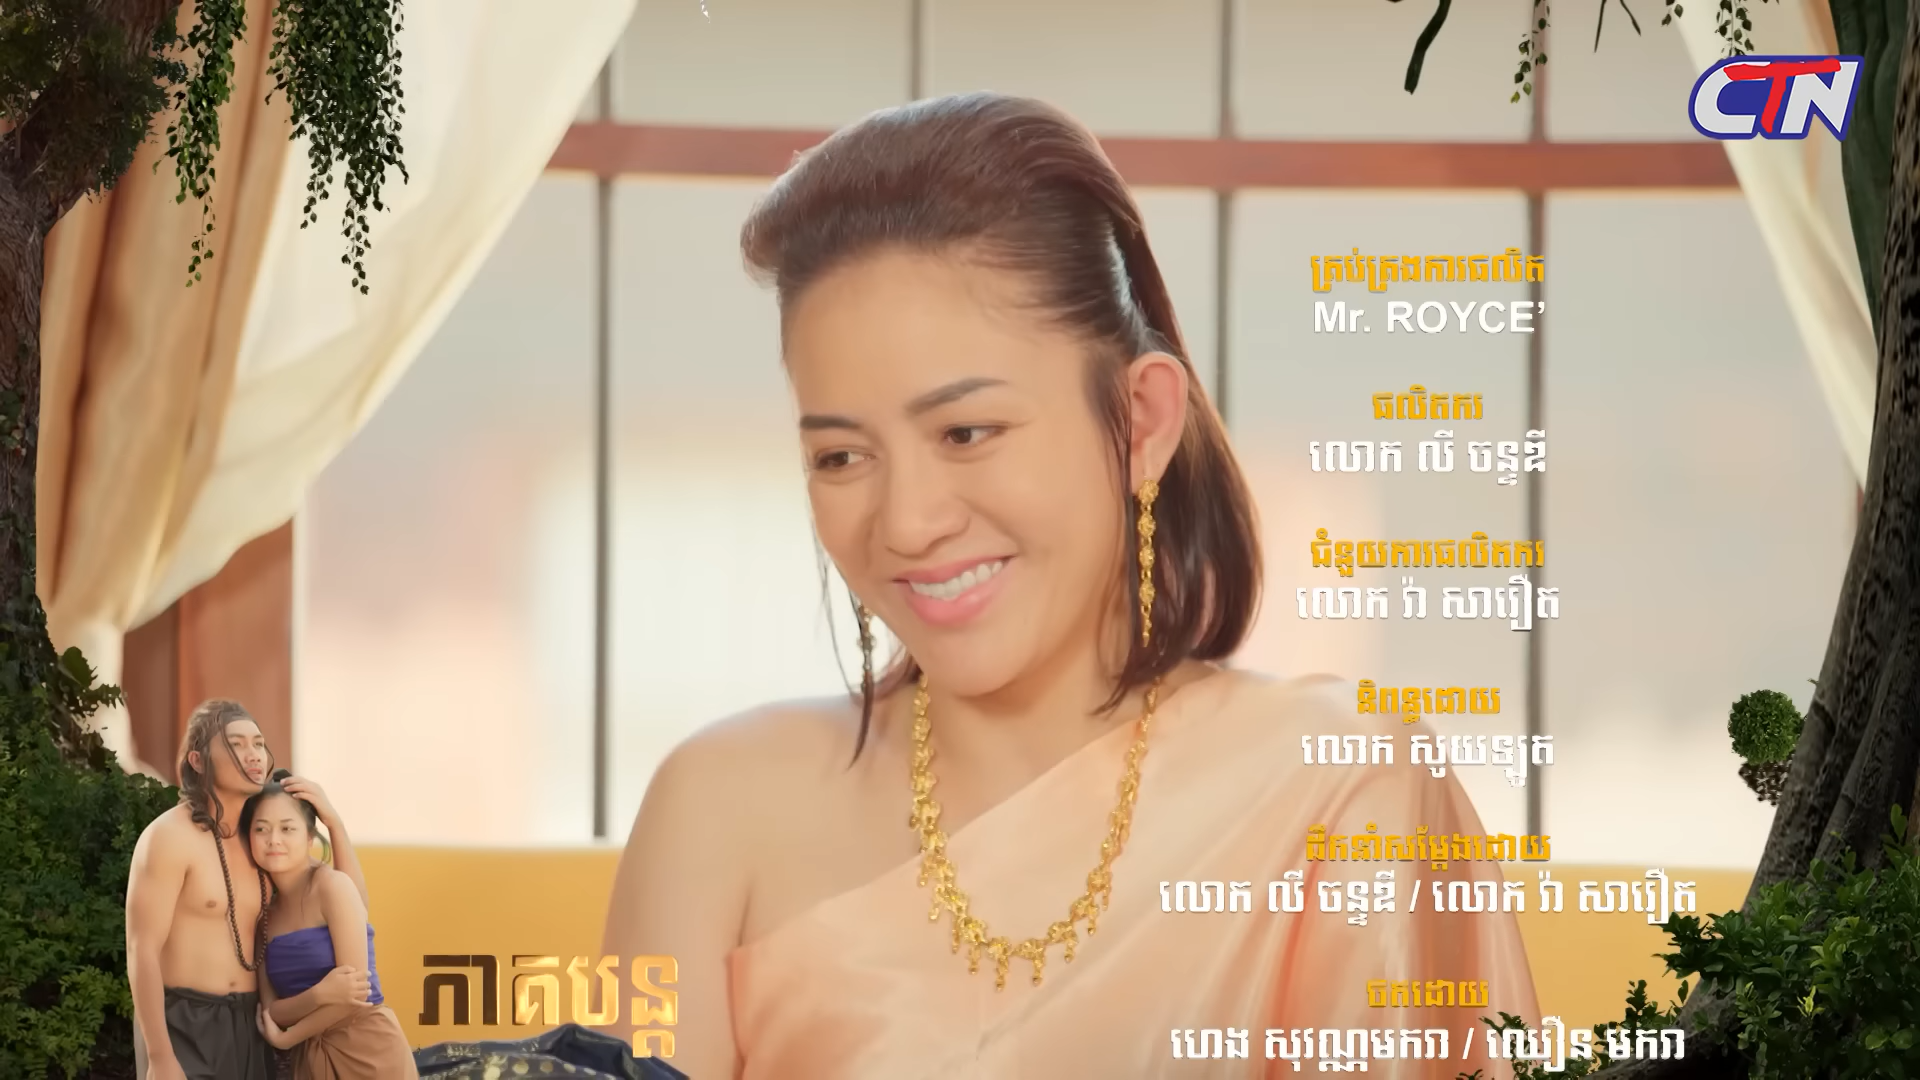 CTN
គ្រប់គ្រងការផលិត
Mr. ROYCE’
ផលិតករ
លោក លី ចន្ទឌី
ជំនួយការផលិតករ
លោក រ៉ា សារឿត
និពន្ធដោយ
លោក សូយឡូត
ដឹកនាំសម្តែងដោយ
លោក លី ចន្ទឌី / លោក រ៉ា សារឿត
ថតដោយ
ហេង សុវណ្ណមករា / ឈឿន មករា
ភាគបន្ត